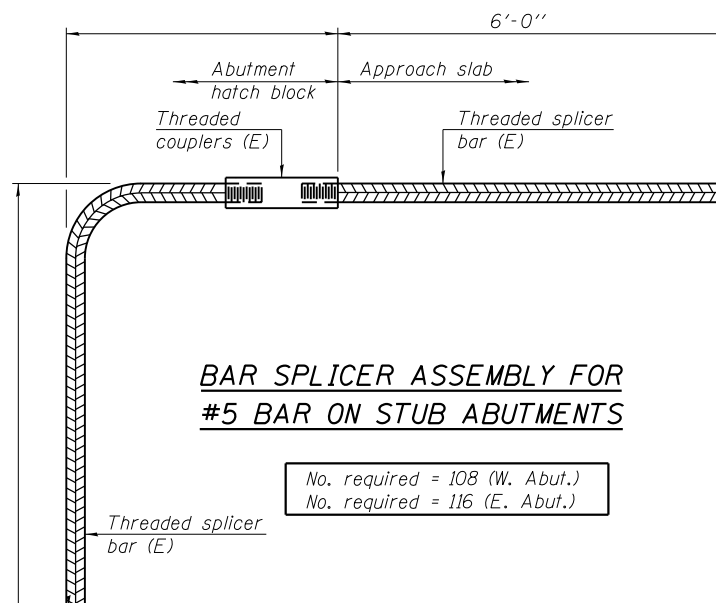 6'-0"
Abutment
hatch block
Approach slab
Threaded
couplers (E)
Threaded splicer
bar (E)
BAR SPLICER ASSEMBLY FOR
#5 BAR ON STUB ABUTMENTS
No. required = 108 (W. Abut.)
No. required = 116 (E. Abut.)
Threaded splicer
bar (E)